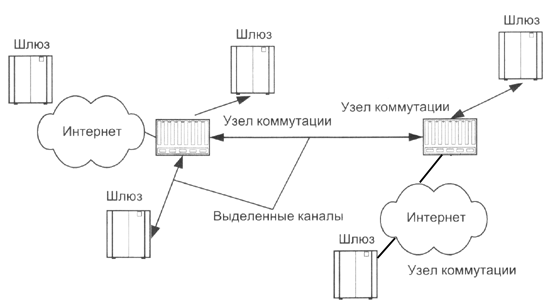 Шлюз
Шлюз
Шлюз
Узел коммутации
Узел коммутации
Интернет
Шлюз
Выделенные каналы
Интернет
Шлюз
Узел коммутации